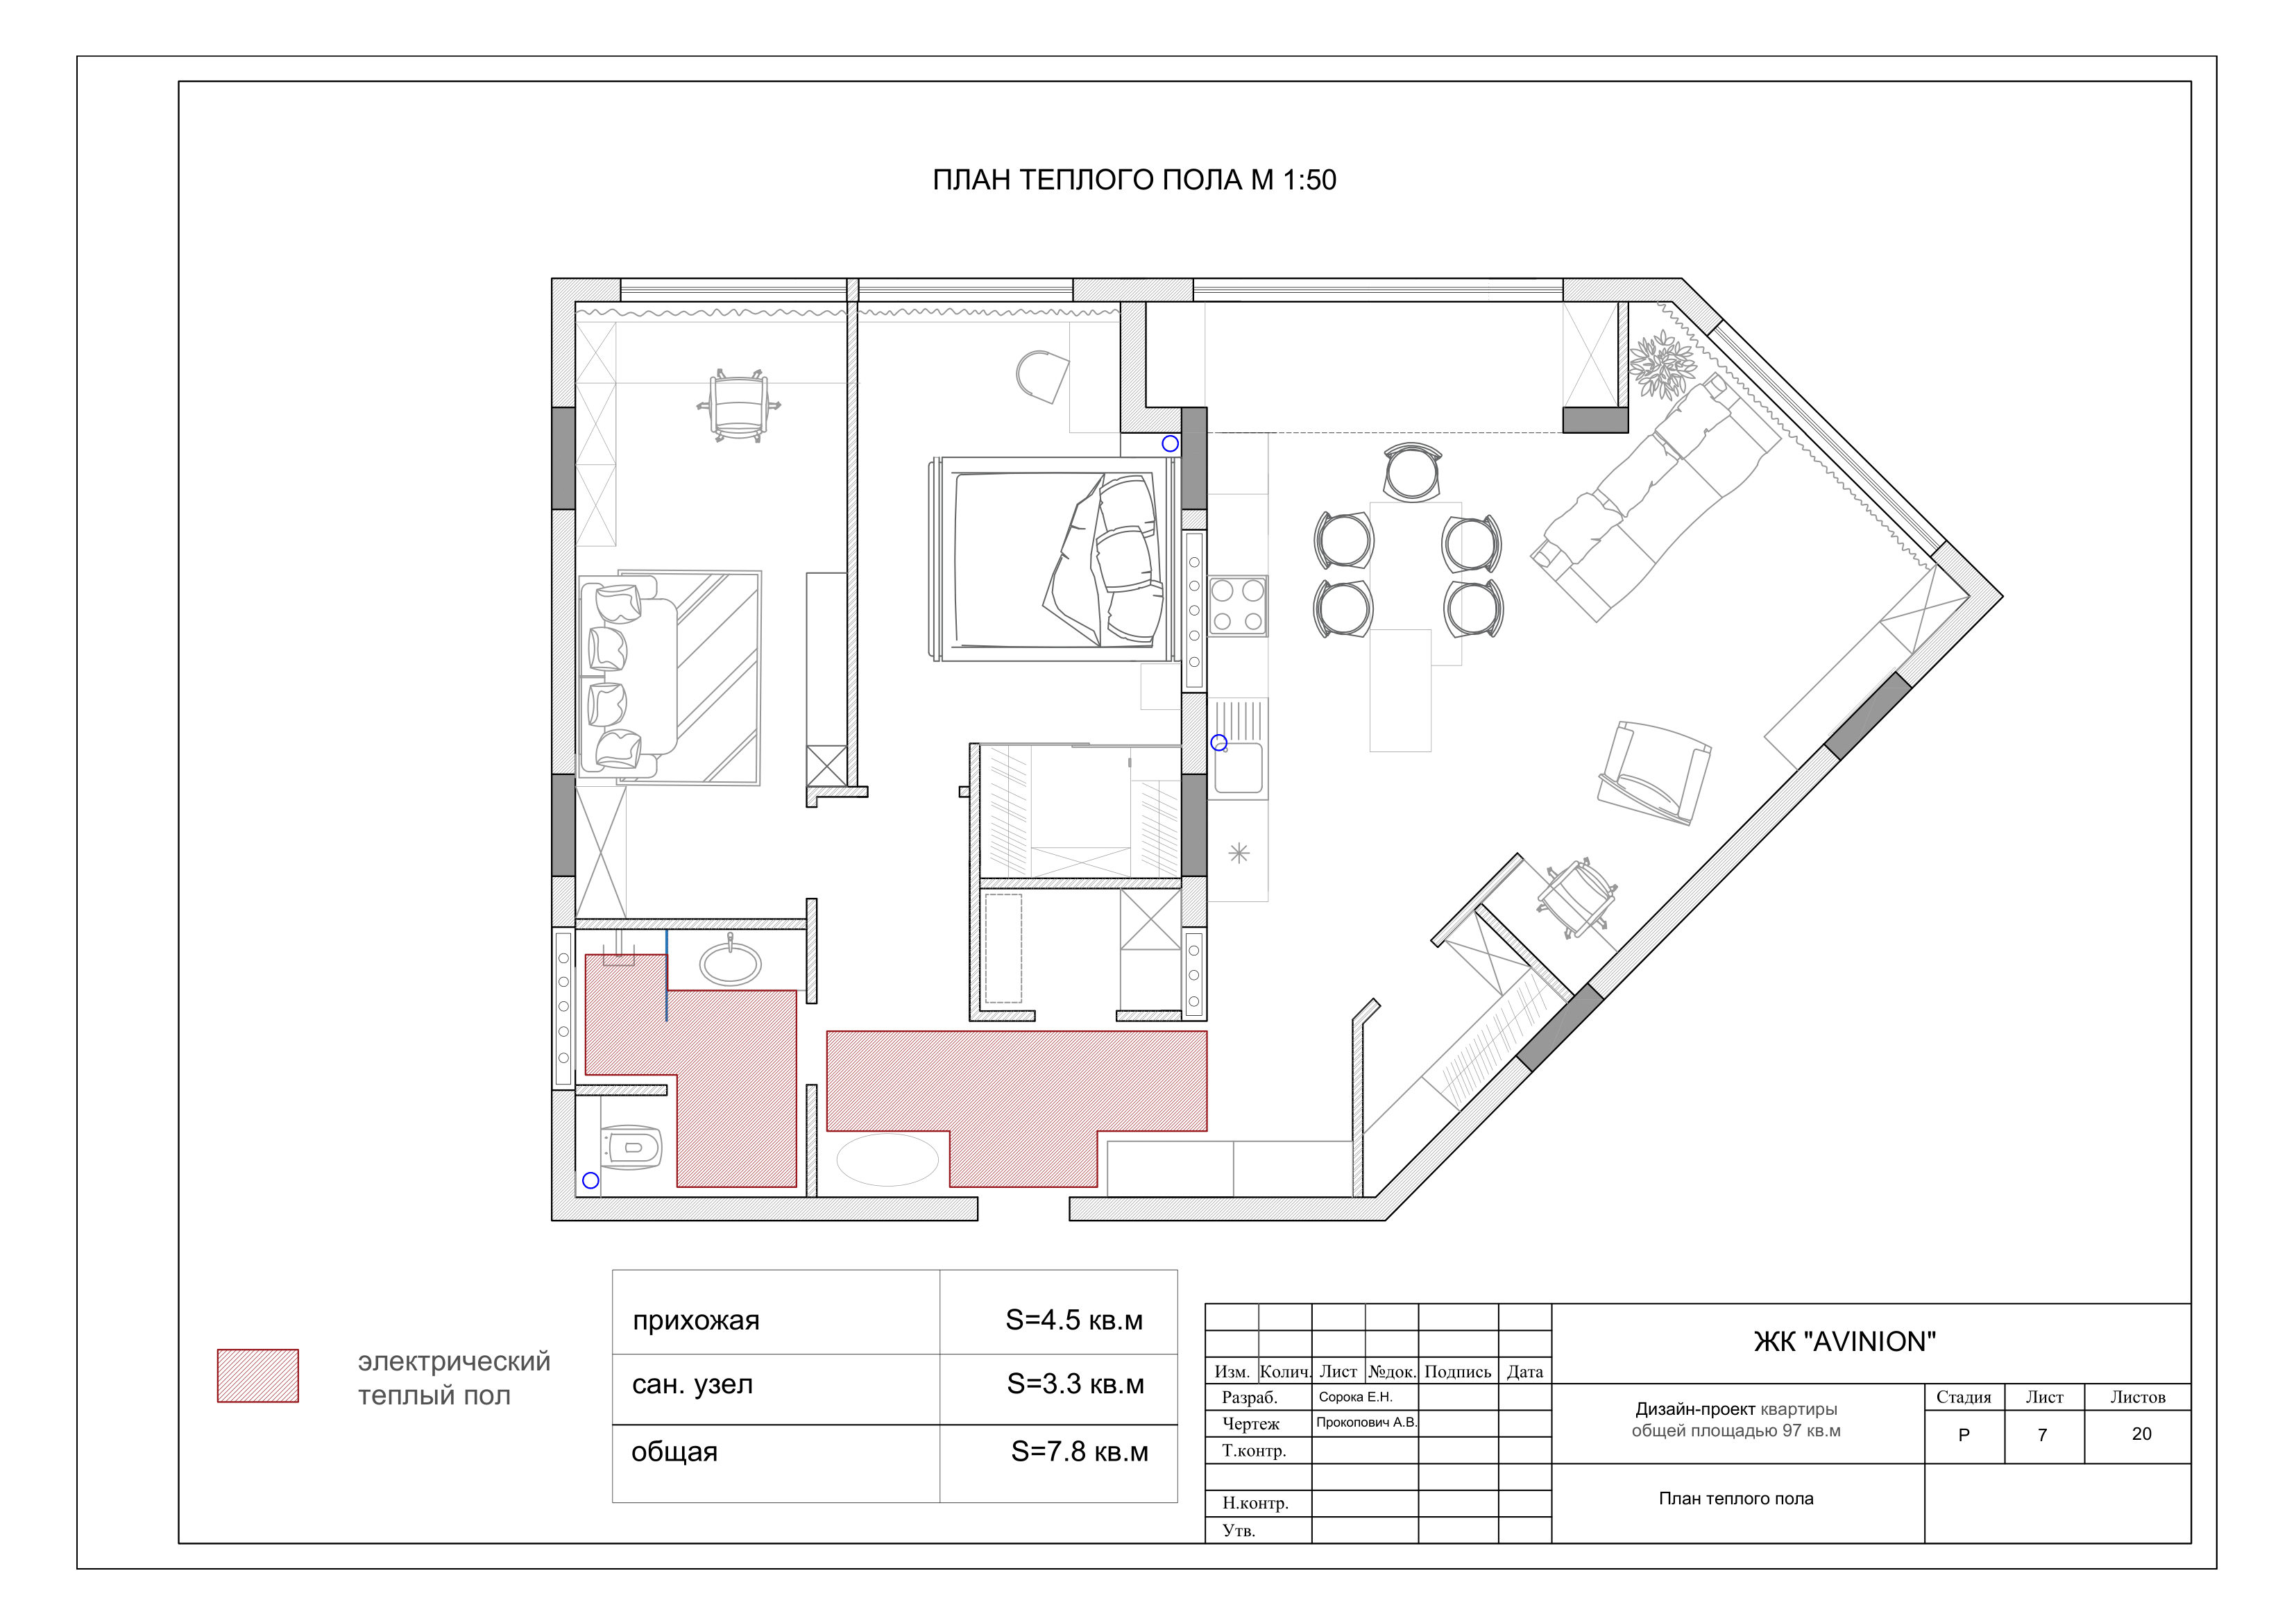 ПЛАН ТЕПЛОГО ПОЛА М 1:50
электрический
теплый пол
прихожая S=4.5 кв.м
сан. узел S=3.3 кв.м
общая S=7.8 кв.м
ЖК "AVINION"
Изм. Колич. Лист №док. Подпись Дата
Разраб. Сорока Е.Н.
Чертеж Прокопович А.В.
Т.контр.
Н.контр.
Утв.
Дизайн-проект квартиры
общей площадью 97 кв.м
Стадия Лист Листов
Р 7 20
План теплого пола